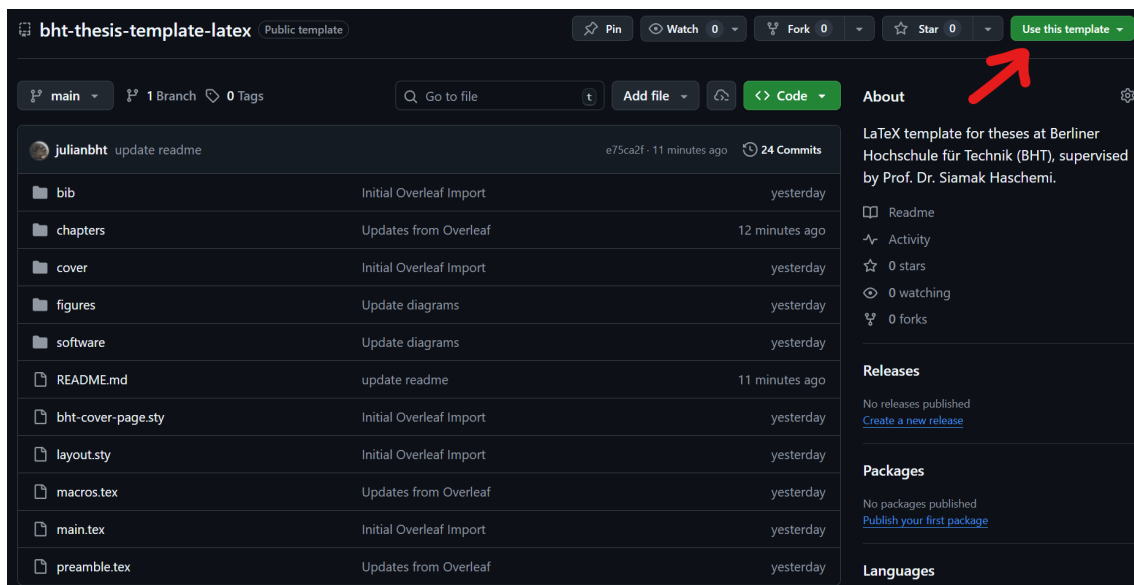 bht-thesis-template-latex Public template Pin Watch 0 Fork 0 Star 0 Use this template
main 1 Branch 0 Tags Go to file t Add file Code
julianbht update readme e75ca2f · 11 minutes ago 24 Commits
bib Initial Overleaf Import yesterday
chapters Updates from Overleaf 12 minutes ago
cover Initial Overleaf Import yesterday
figures Update diagrams yesterday
software Update diagrams yesterday
README.md update readme 11 minutes ago
bht-cover-page.sty Initial Overleaf Import yesterday
layout.sty Initial Overleaf Import yesterday
macros.tex Updates from Overleaf yesterday
main.tex Initial Overleaf Import yesterday
preamble.tex Updates from Overleaf yesterday
About
LaTeX template for theses at Berliner
Hochschule für Technik (BHT), supervised
by Prof. Dr. Siamak Haschemi.
Readme
Activity
0 stars
0 watching
0 forks
Releases
No releases published
Create a new release
Packages
No packages published
Publish your first package
Languages